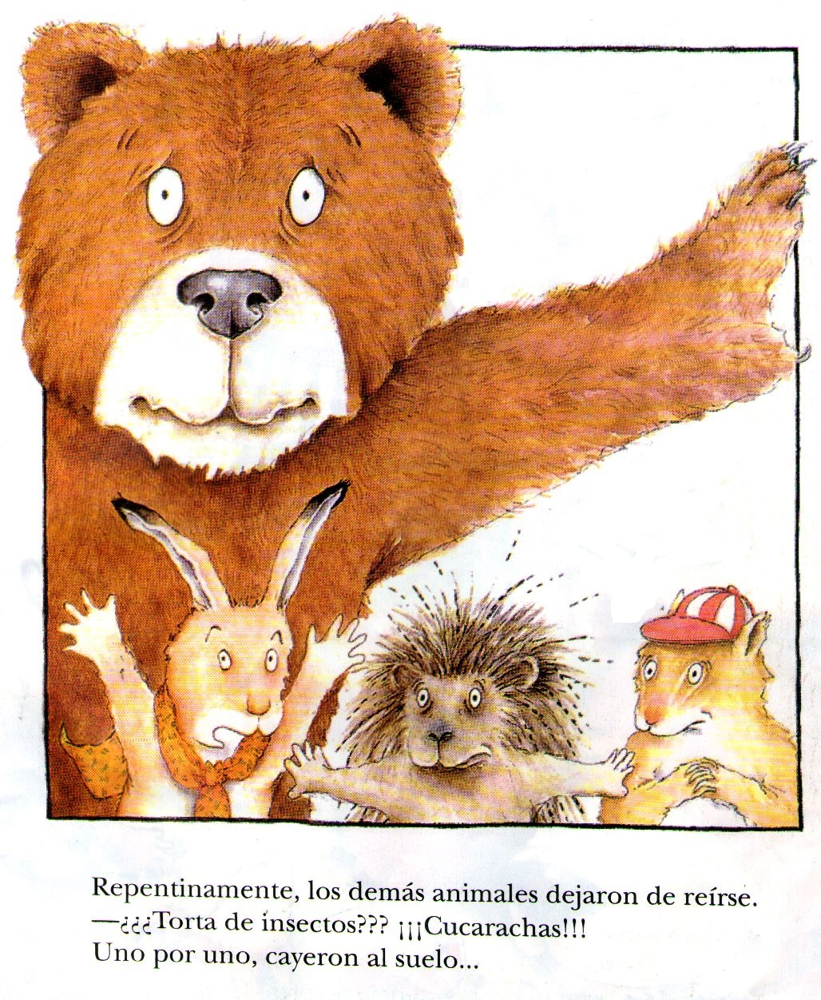 Repentinamente, los demás animales dejaron de reírse.
—¿¿¿Torta de insectos??? ¡¡¡Cucarachas!!!
Uno por uno, cayeron al suelo...